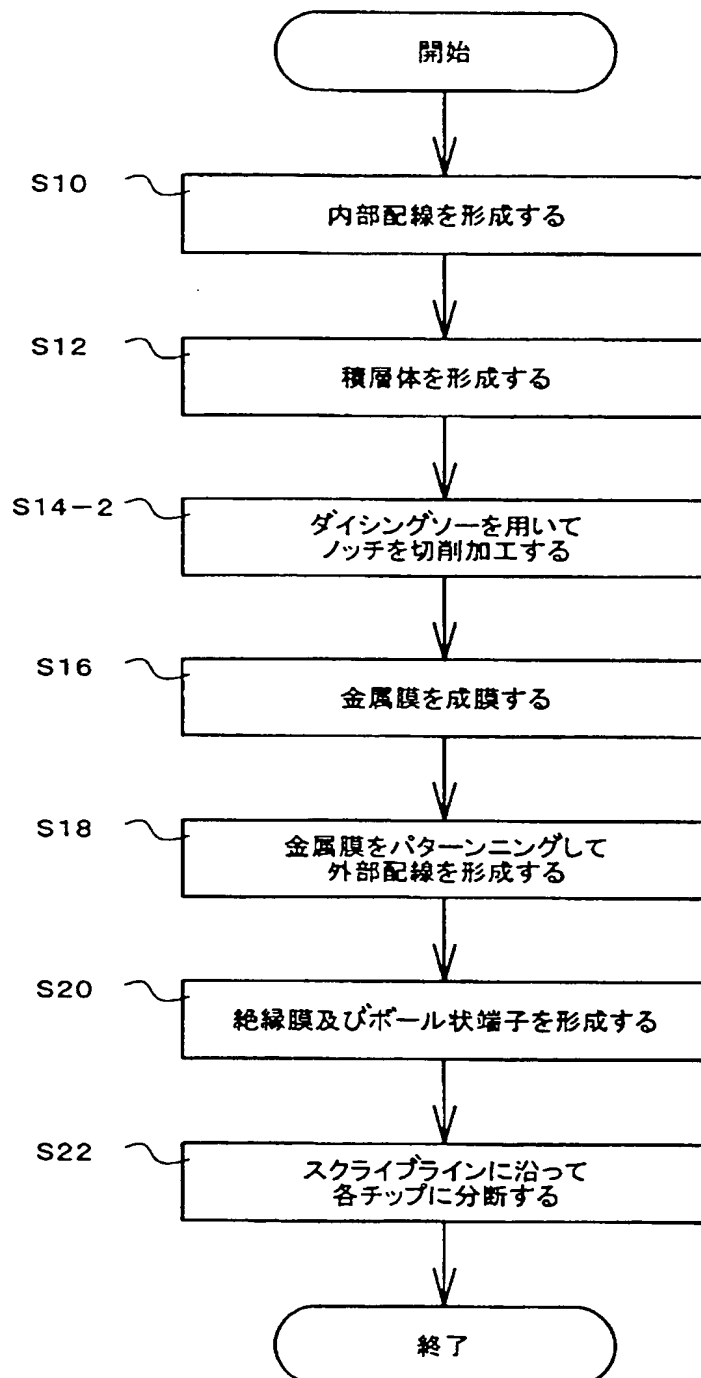 開始
S10
内部配線を形成する
S12
積層体を形成する
S14-2
ダイシングソーを用いて
ノッチを切削加工する
S16
金属膜を成膜する
S18
金属膜をパターンニングして
外部配線を形成する
S20
絶縁膜及びボール状端子を形成する
S22
スクライブラインに沿って
各チップに分断する
終了